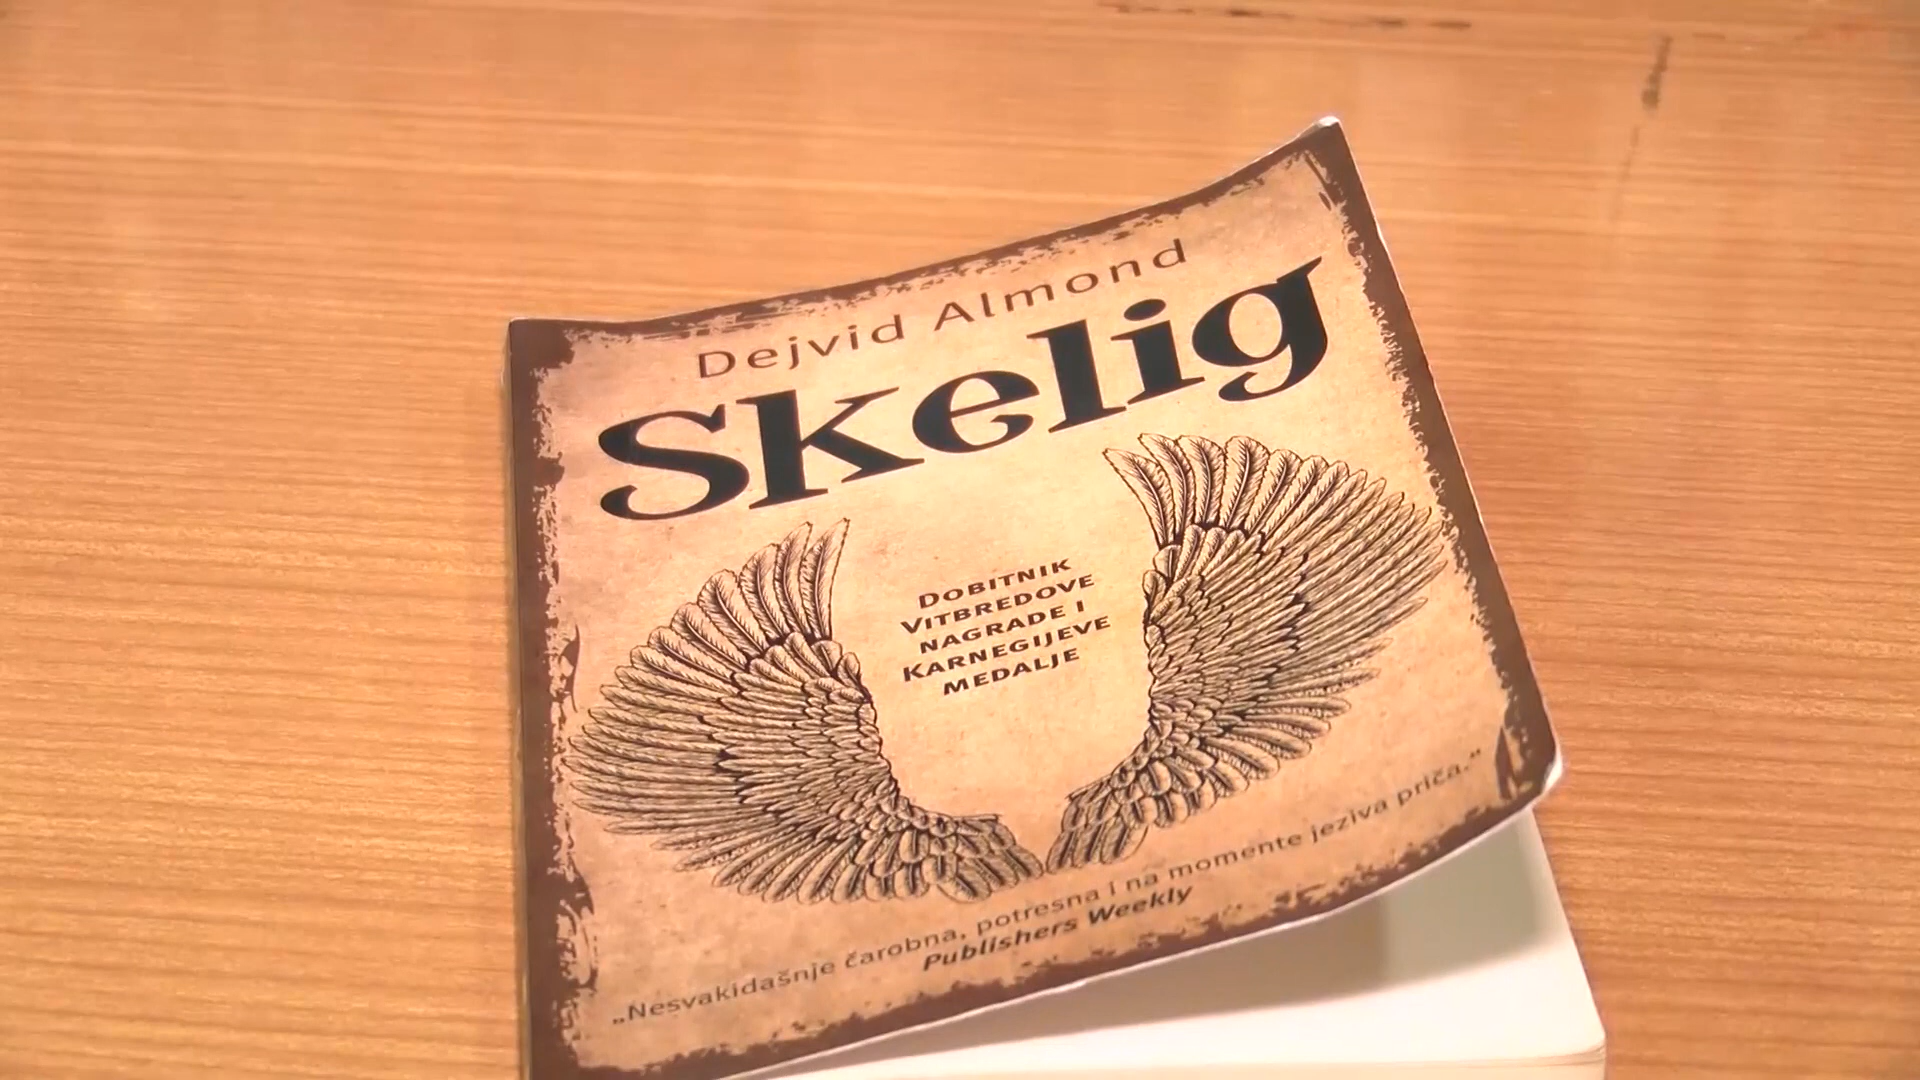 Dejvid Almond
Skelig
DOBITNIK
VITBREDOVE
NAGRADE I
KARNEGIJEVE
MEDALJE
„Nesvakidašnje čarobna, potresna i na momente jeziva priča.”
Publishers Weekly